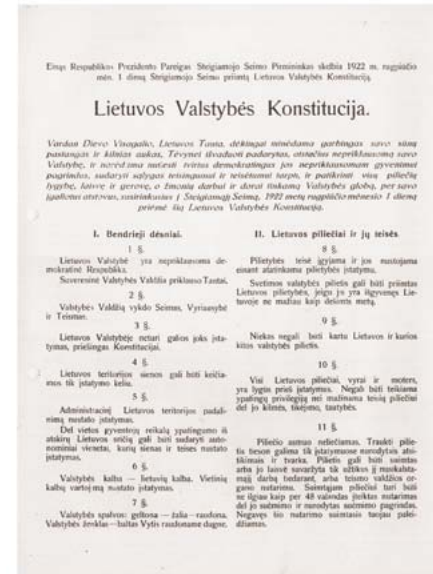 Einąs Respublikos Prezidento Pareigas Steigiamojo Seimo Pirmininkas skelbia 1922 m. rugpiučio
mėn. 1 dieną Steigiamojo Seimo priimtą Lietuvos Valstybės Konstituciją.
Lietuvos Valstybės Konstitucija.
Vardan Dievo Visagalio, Lietuvos Tauta, dėkingai minėdama garbingas savo sūnų
pastangas ir kilnias aukas, Tėvynei išvaduoti padarytas, atstačius nepriklausomą savo
Valstybę, ir norėdama nutiesti tvirtus demokratingus jos nepriklausomam gyvenimui
pagrindus, sudaryti sąlygas teisingumui ir teisėtumui tarpti, ir patikrinti visų piliečių
lygybę, laisvę ir gerovę, o žmonių darbui ir dorai tinkamą Valstybės globą, per savo
įgaliotus atstovus, susirinkusius į Steigiamąjį Seimą, 1922 metų rugpiučio mėnesio 1 dieną
priėmė šią Lietuvos Valstybės Konstituciją.
I. Bendrieji dėsniai.
1 §.
Lietuvos Valstybė yra nepriklausoma de-
mokratinė Respublika.
Suvereninė Valstybės Valdžia priklauso Tautai.
2 §.
Valstybės Valdžią vykdo Seimas, Vyriausybė
ir Teismas.
3 §.
Lietuvos Valstybėje neturi galios joks įsta-
tymas, priešingas Konstitucijai.
4 §.
Lietuvos teritorijos sienos gali būti keičia-
mos tik įstatymo keliu.
5 §.
Administracinį Lietuvos teritorijos padali-
nimą nustato įstatymas.
Dėl vietos gyventojų reikalų ypatingumo iš
atskirų Lietuvos sričių gali būti sudaryti auto-
nominiai vienetai, kurių sienas ir teises nustato
įstatymas.
6 §.
Valstybės kalba — lietuvių kalba. Vietinių
kalbų vartojimą nustato įstatymas.
7 §.
Valstybės spalvos: geltona — žalia — raudona.
Valstybės ženklas — baltas Vytis raudoname dugne.
II. Lietuvos piliečiai ir jų teisės.
8 §.
Pilietybės teisė įgyjama ir jos nustojama
einant atatinkama pilietybės įstatymu.
Svetimos valstybės pilietis gali būti priimtas
Lietuvos pilietybėn, jeigu jo yra išgyvenęs Lie-
tuvoje ne mažiau kaip dešimts metų.
9 §.
Niekas negali būti kartu Lietuvos ir kurios
kitos valstybės pilietis.
10 §.
Visi Lietuvos piliečiai, vyrai ir moters,
yra lygūs prieš įstatymus. Negali būti teikiama
ypatingų privilegijų nei mažinama teisių piliečiui
dėl jo kilmės, tikėjimo, tautybės.
11 §.
Piliečio asmuo neliečiamas. Traukti pilie-
tis tieson galima tik įstatymuose nurodytais atsi-
tikimais ir tvarka. Pilietis gali būti suimtas
arba jo laisvė suvaržyta tik užtikus jį nusikalsta-
mąjį darbą bedarant, arba teismo valdžios or-
gano nutarimu. Suimtajam piliečiui turi būti
ne ilgiau kaip per 48 valandas įteiktas nutarimas
dėl jo suėmimo ir nurodytas suėmimo pagrindas.
Negavęs šio nutarimo suimtasis tuojau palei-
džiamas.